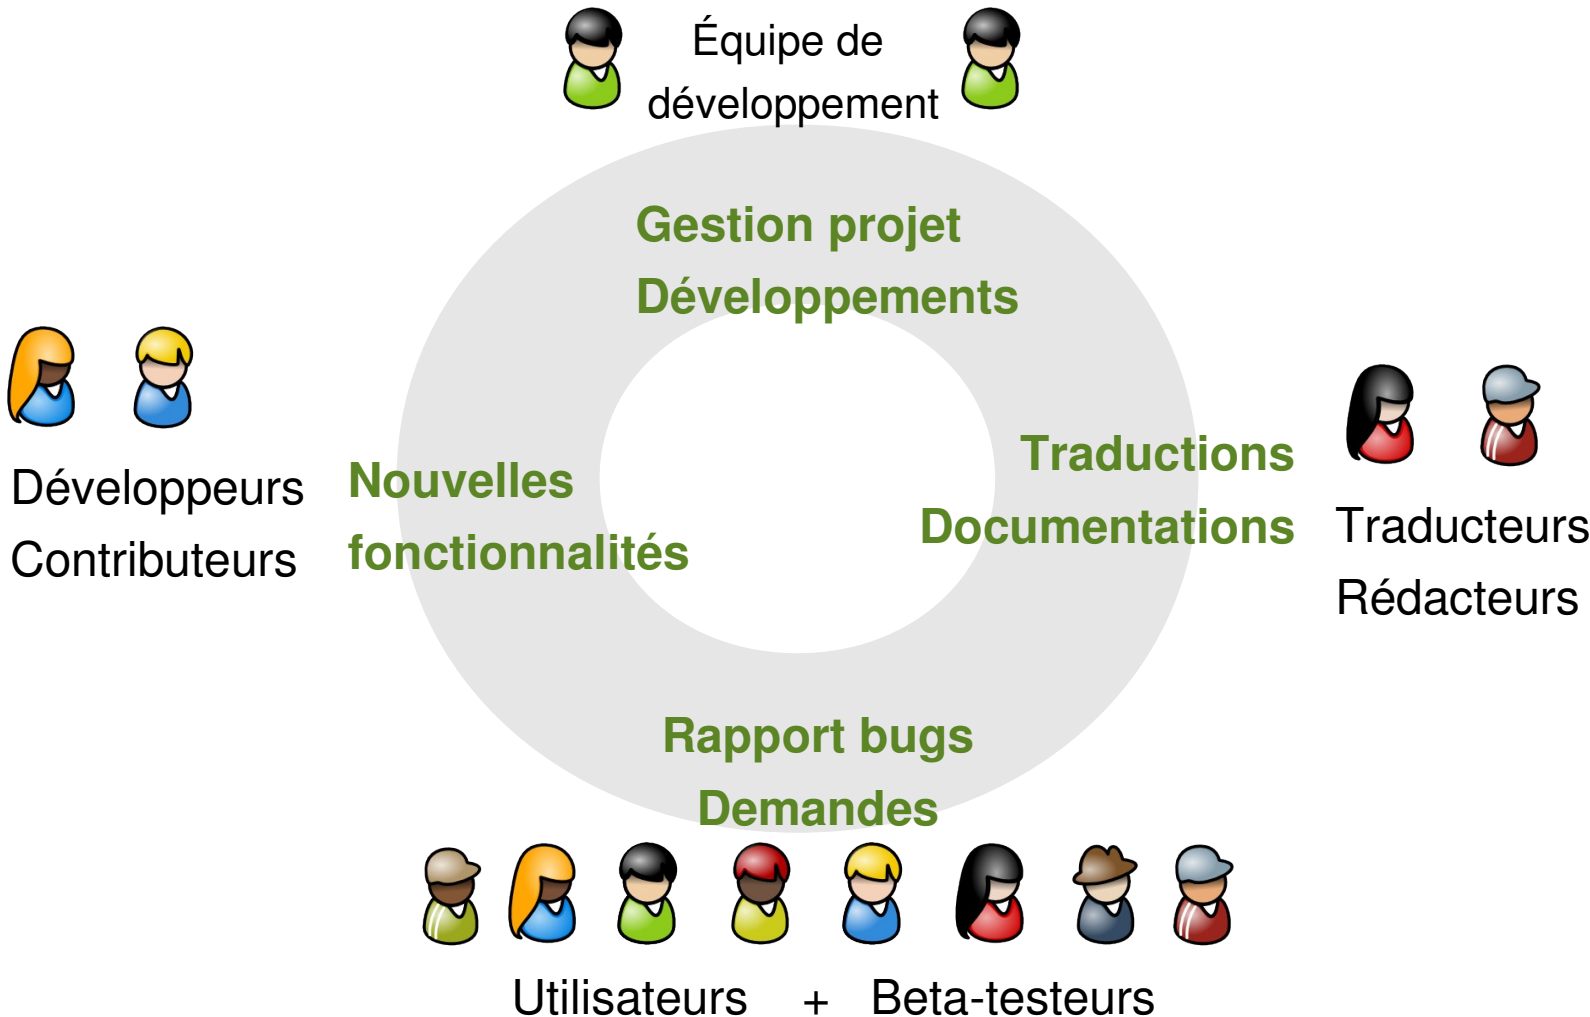 Équipe de
développement
Gestion projet
Développements
Développeurs
Contributeurs
Nouvelles
fonctionnalités
Traductions
Documentations
Traducteurs
Rédacteurs
Rapport bugs
Demandes
Utilisateurs + Beta-testeurs